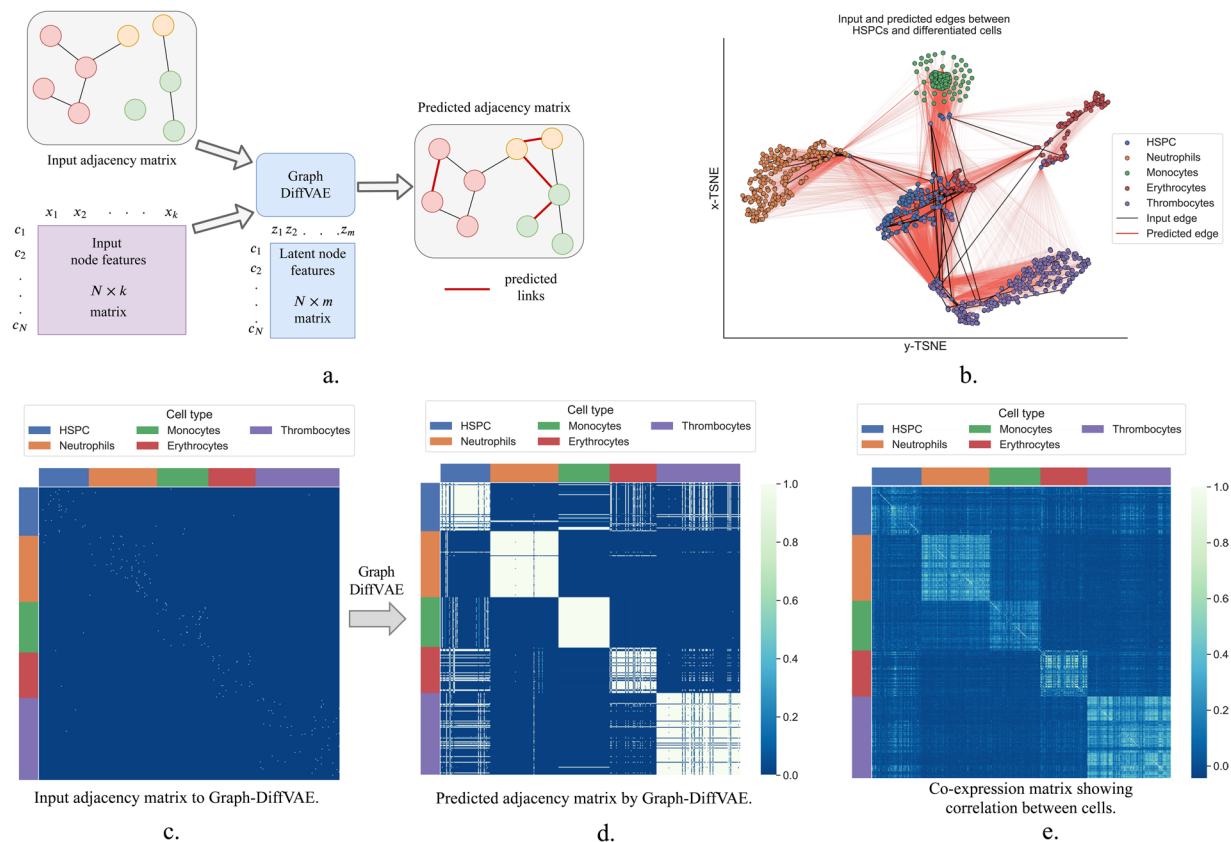 Input adjacency matrix
x₁ x₂ . . . xₖ
c₁
c₂
.
.
.
c_N
Input
node features
N × k
matrix
Graph
DiffVAE
z₁ z₂ . . . z_m
c₁
c₂
.
.
.
c_N
Latent node
features
N × m
matrix
Predicted adjacency matrix
predicted
links
a.
Input and predicted edges between
HSPCs and differentiated cells
x-TSNE
y-TSNE
HSPC
Neutrophils
Monocytes
Erythrocytes
Thrombocytes
Input edge
Predicted edge
b.
Cell type
HSPC
Monocytes
Thrombocytes
Neutrophils
Erythrocytes
Input adjacency matrix to Graph-DiffVAE.
c.
Graph
DiffVAE
Cell type
HSPC
Monocytes
Thrombocytes
Neutrophils
Erythrocytes
1.0
0.8
0.6
0.4
0.2
0.0
Predicted adjacency matrix by Graph-DiffVAE.
d.
Cell type
HSPC
Monocytes
Thrombocytes
Neutrophils
Erythrocytes
1.0
0.8
0.6
0.4
0.2
0.0
Co-expression matrix showing
correlation between cells.
e.